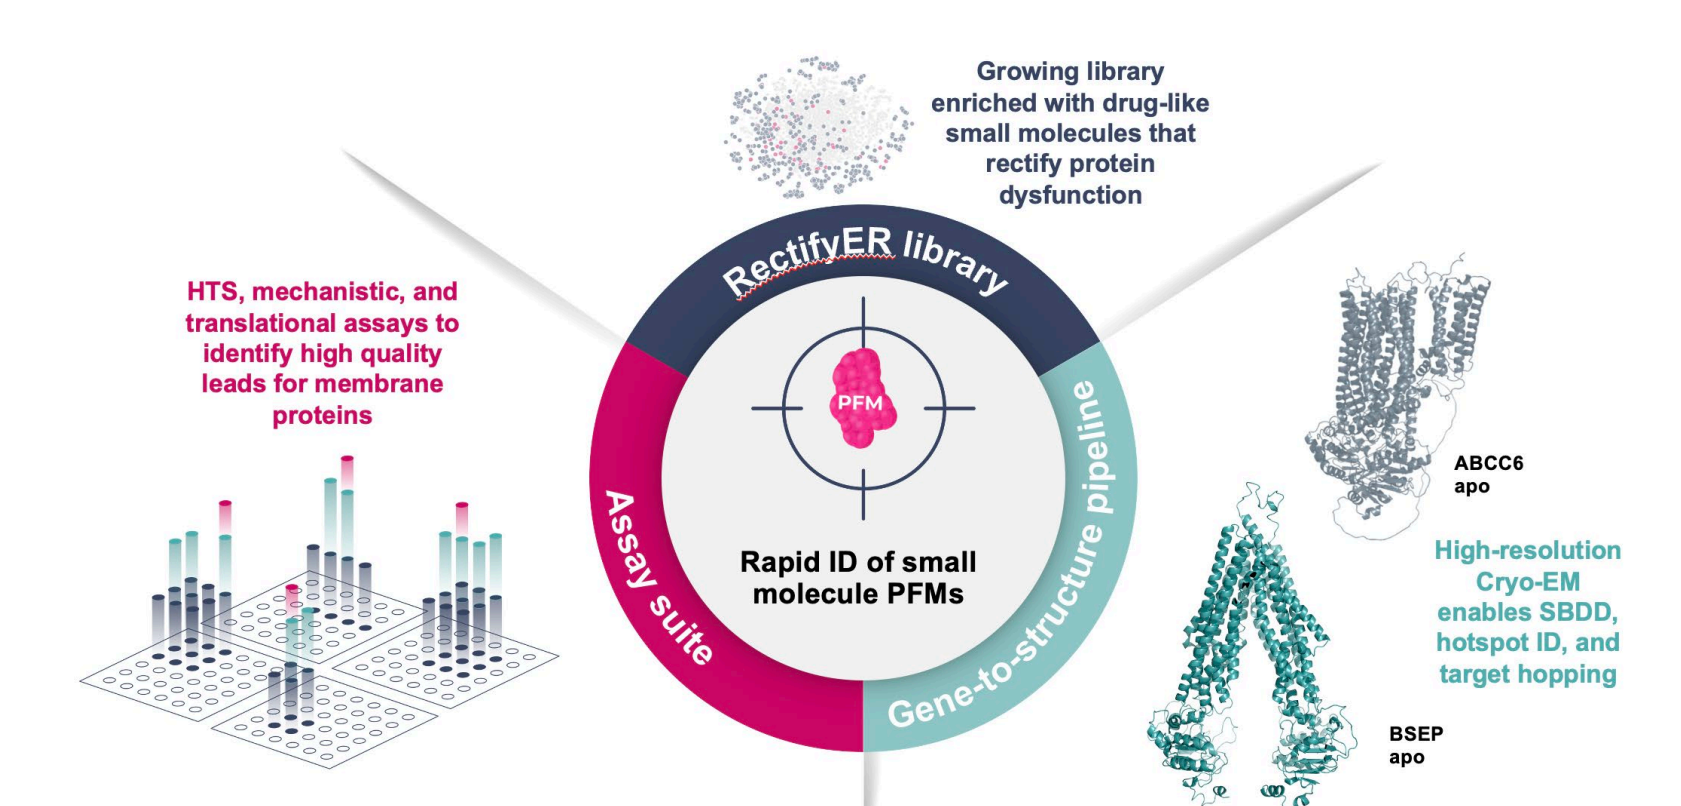 Growing library
enriched with drug-like
small molecules that
rectify protein
dysfunction
RectifyER library
HTS, mechanistic, and
translational assays to
identify high quality
leads for membrane
proteins
PFM
Rapid ID of small
molecule PFMs
Assay suite
Gene-to-structure pipeline
ABCC6
apo
High-resolution
Cryo-EM
enables SBDD,
hotspot ID, and
target hopping
BSEP
apo